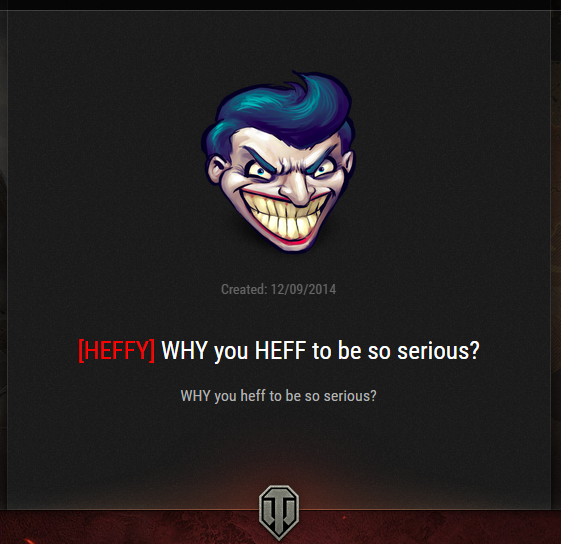 Created: 12/09/2014
[HEFFY] WHY you HEFF to be so serious?
WHY you heff to be so serious?